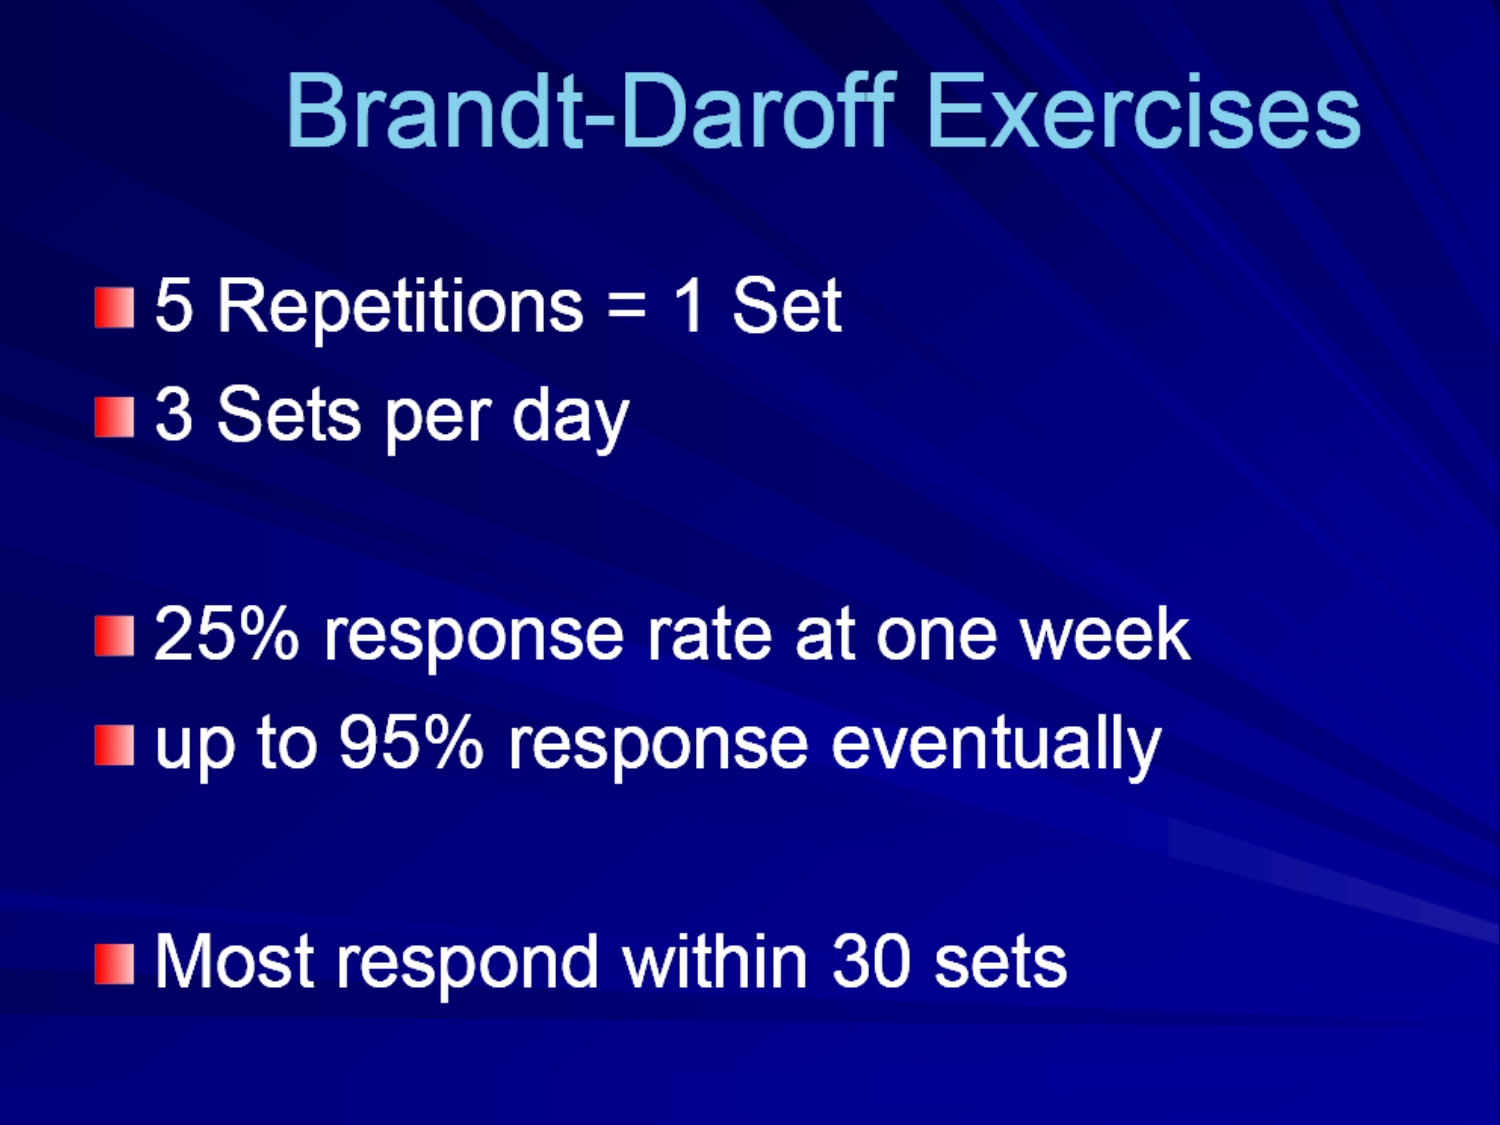 Brandt-Daroff Exercises
5 Repetitions = 1 Set
3 Sets per day
25% response rate at one week
up to 95% response eventually
Most respond within 30 sets